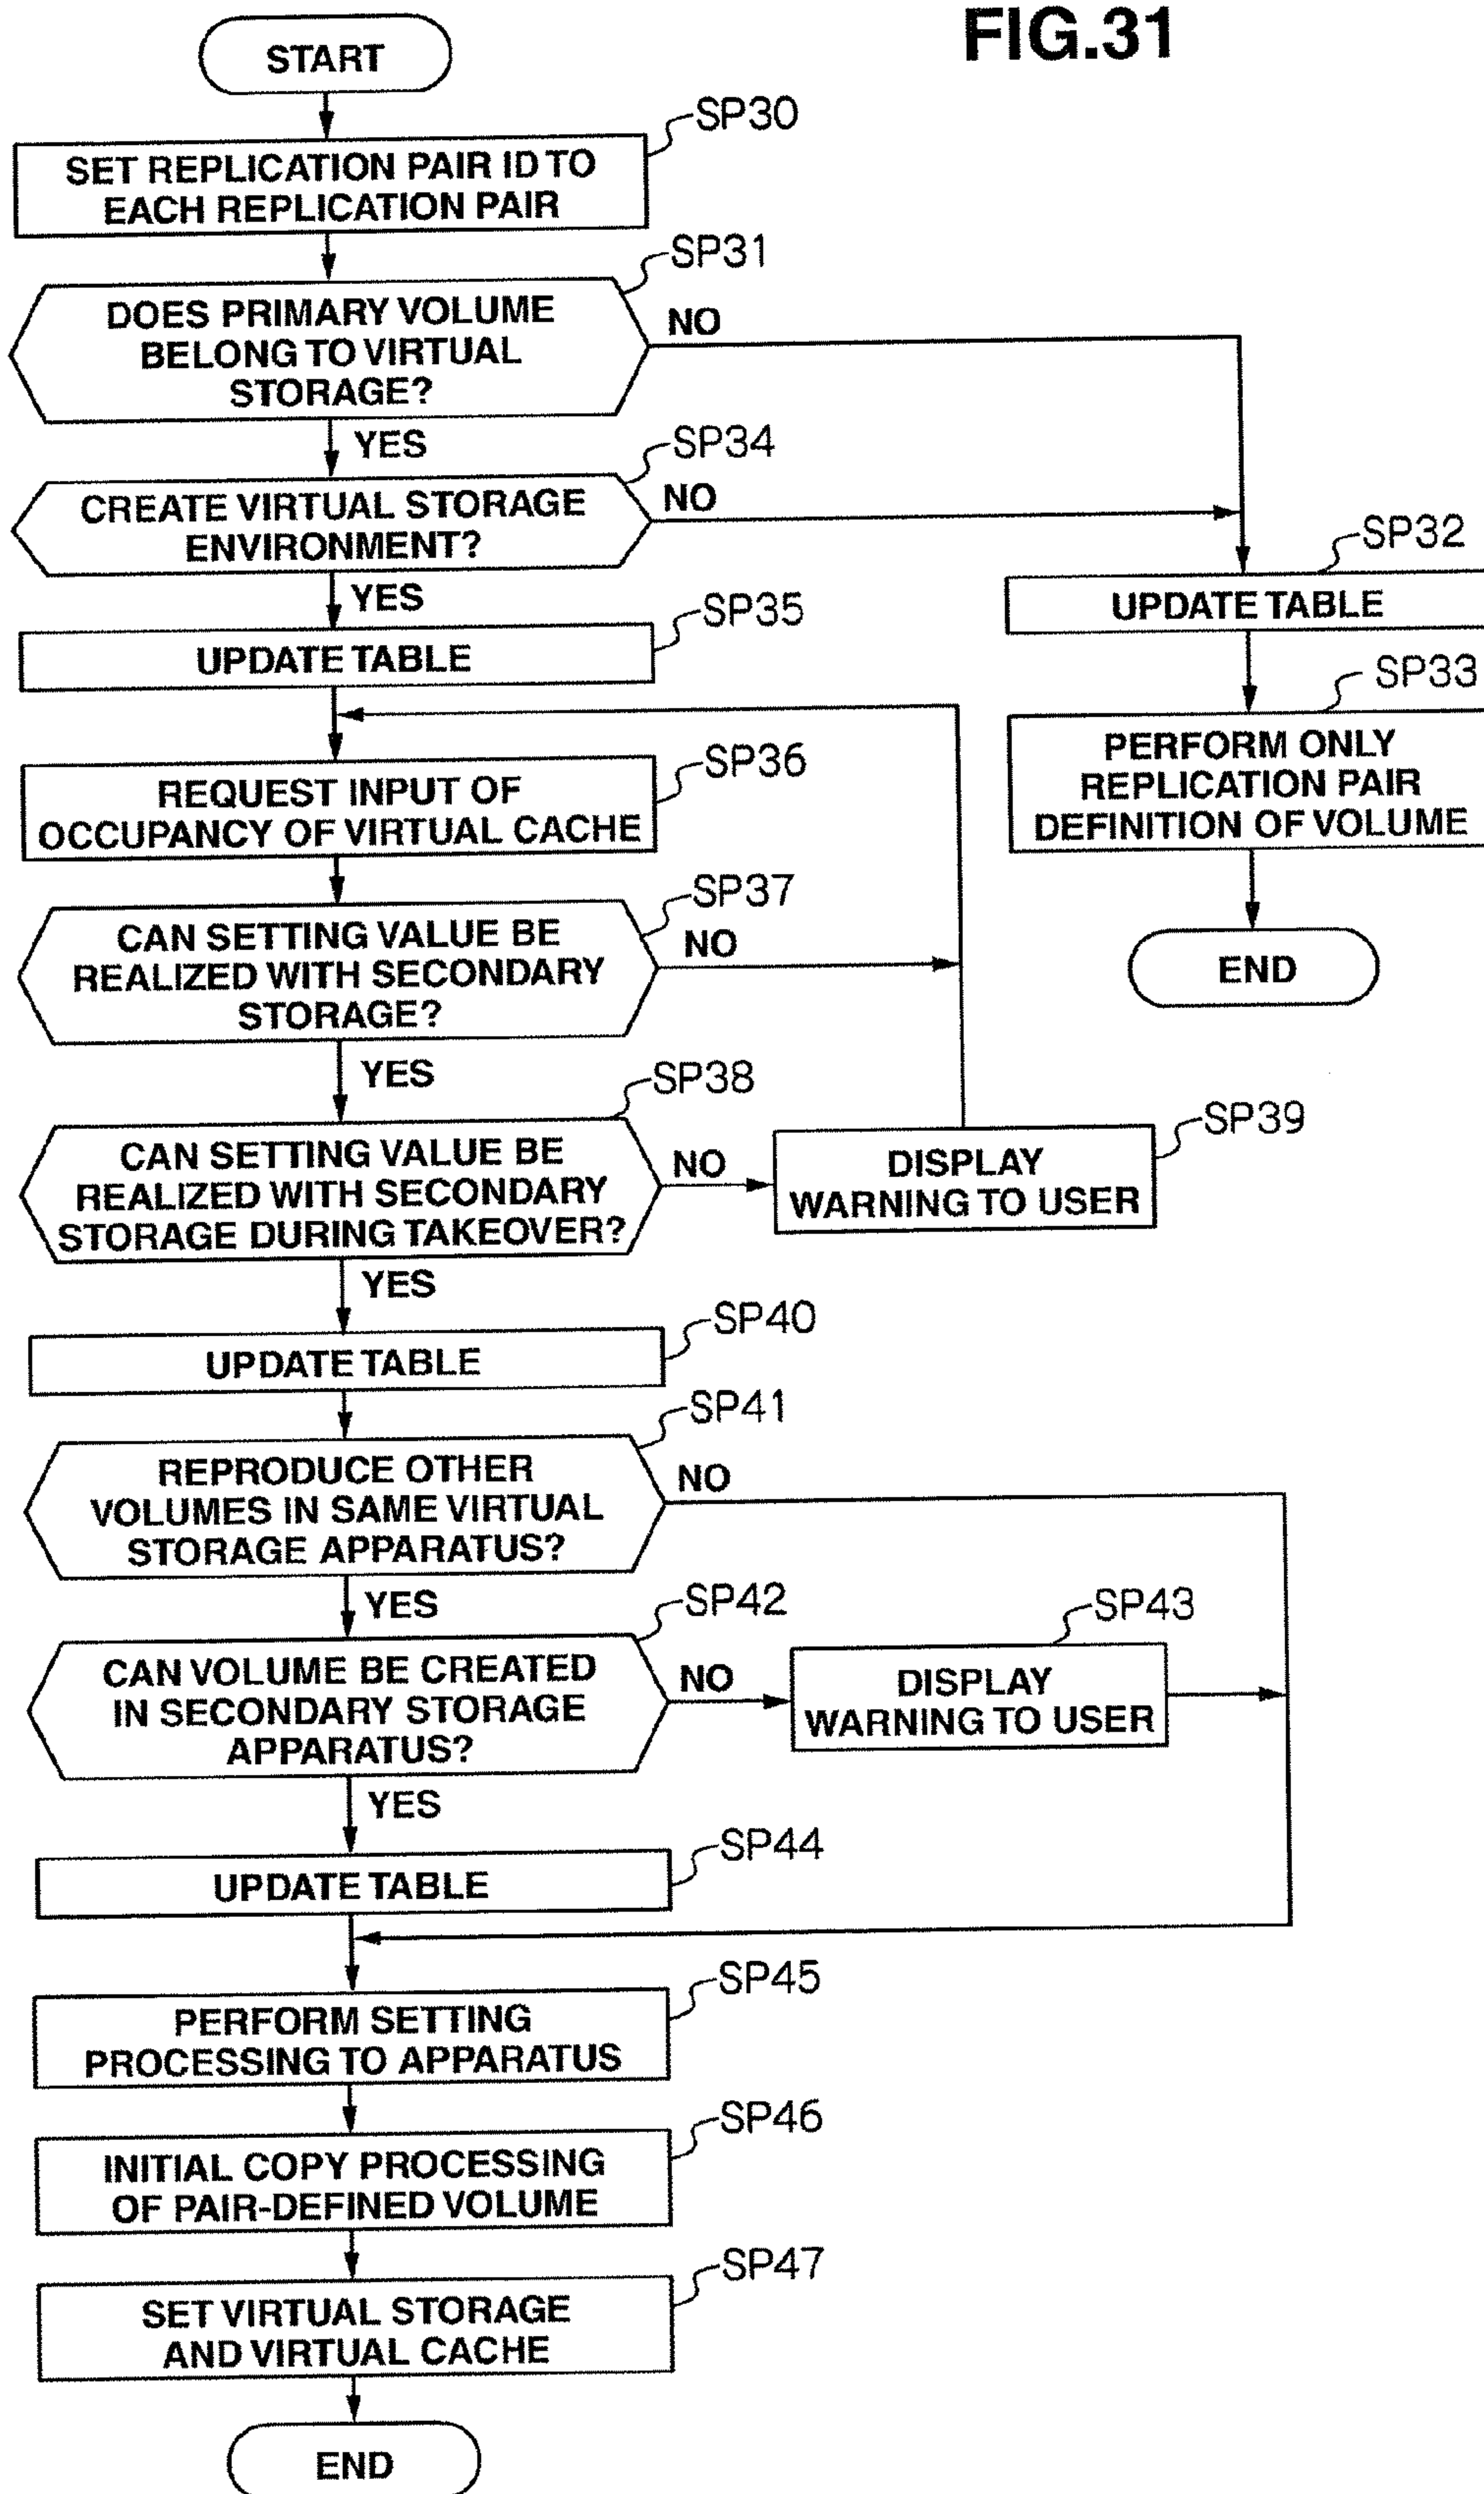 FIG.31
START
SP30
SET REPLICATION PAIR ID TO
EACH REPLICATION PAIR
SP31
DOES PRIMARY VOLUME
BELONG TO VIRTUAL
STORAGE?
NO
YES
SP34
CREATE VIRTUAL STORAGE
ENVIRONMENT?
NO
YES
SP32
UPDATE TABLE
SP33
PERFORM ONLY
REPLICATION PAIR
DEFINITION OF VOLUME
END
SP35
UPDATE TABLE
SP36
REQUEST INPUT OF
OCCUPANCY OF VIRTUAL CACHE
SP37
CAN SETTING VALUE BE
REALIZED WITH SECONDARY
STORAGE?
NO
YES
SP38
CAN SETTING VALUE BE
REALIZED WITH SECONDARY
STORAGE DURING TAKEOVER?
NO
SP39
DISPLAY
WARNING TO USER
YES
SP40
UPDATE TABLE
SP41
REPRODUCE OTHER
VOLUMES IN SAME VIRTUAL
STORAGE APPARATUS?
NO
YES
SP42
CAN VOLUME BE CREATED
IN SECONDARY STORAGE
APPARATUS?
NO
SP43
DISPLAY
WARNING TO USER
YES
SP44
UPDATE TABLE
SP45
PERFORM SETTING
PROCESSING TO APPARATUS
SP46
INITIAL COPY PROCESSING
OF PAIR-DEFINED VOLUME
SP47
SET VIRTUAL STORAGE
AND VIRTUAL CACHE
END